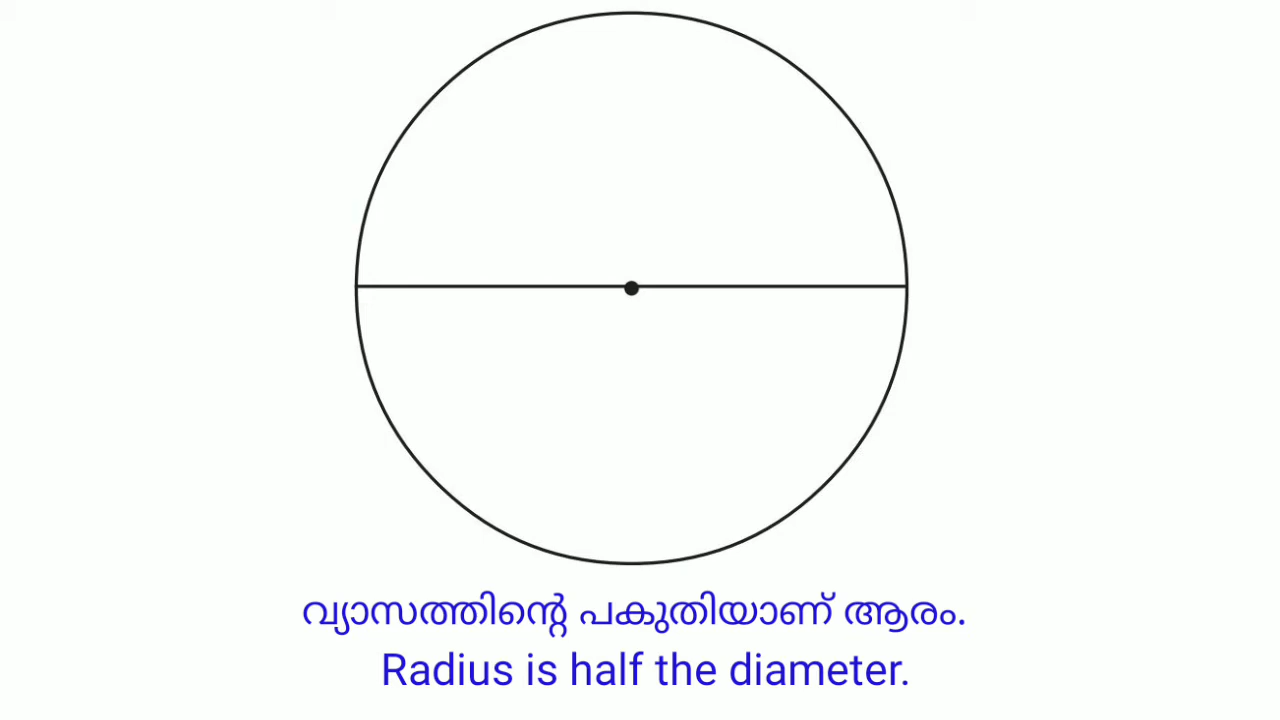 വ്യാസത്തിന്റെ പകുതിയാണ് ആരം.
Radius is half the diameter.